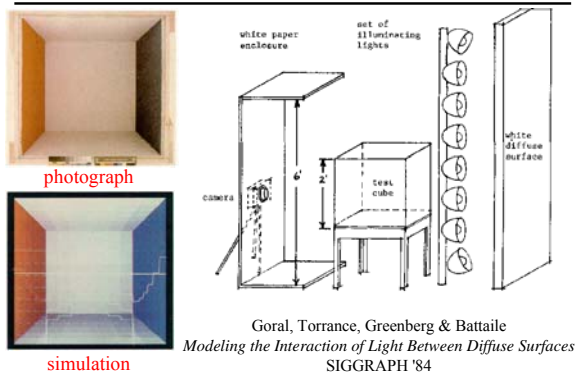 white paper
enclosure
set of
illuminating
lights
photograph
camera
6'
2'
test
cube
white
diffuse
surface
simulation
Goral, Torrance, Greenberg & Battaile
Modeling the Interaction of Light Between Diffuse Surfaces
SIGGRAPH '84